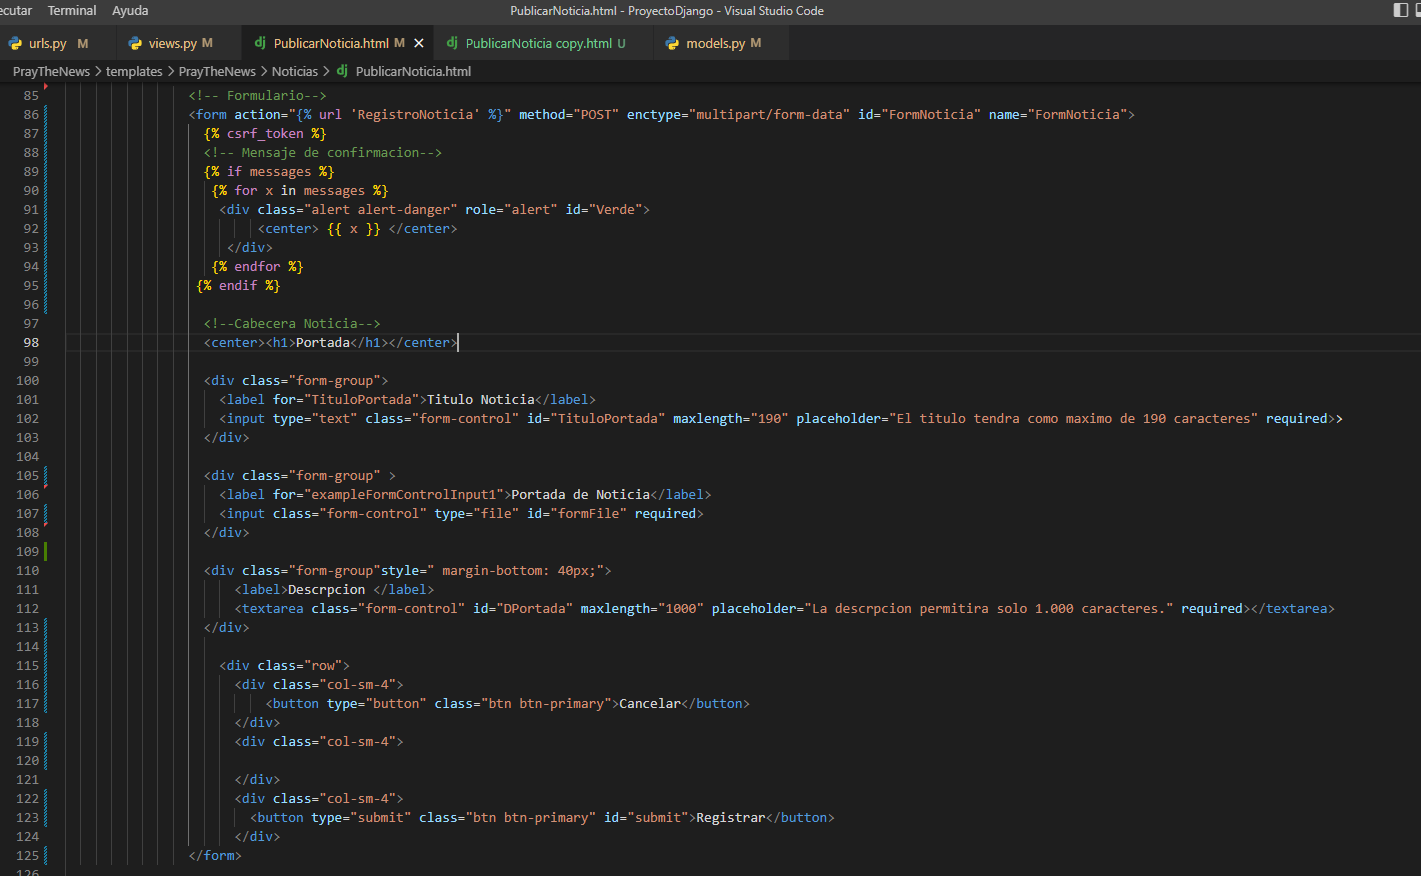 ecutar Terminal Ayuda PublicarNoticia.html - ProyectoDjango - Visual Studio Code
urls.py M views.py M PublicarNoticia.html M PublicarNoticia copy.html U models.py M
PrayTheNews > templates > PrayTheNews > Noticias > PublicarNoticia.html
85 <!-- Formulario-->
86 <form action="{% url 'RegistroNoticia' %}" method="POST" enctype="multipart/form-data" id="FormNoticia" name="FormNoticia">
87 {% csrf_token %}
88 <!-- Mensaje de confirmacion-->
89 {% if messages %}
90 {% for x in messages %}
91 <div class="alert alert-danger" role="alert" id="Verde">
92 <center> {{ x }} </center>
93 </div>
94 {% endfor %}
95 {% endif %}
96
97 <!--Cabecera Noticia-->
98 <center><h1>Portada</h1></center>
99
100 <div class="form-group">
101 <label for="TituloPortada">Titulo Noticia</label>
102 <input type="text" class="form-control" id="TituloPortada" maxlength="190" placeholder="El titulo tendra como maximo de 190 caracteres" required>>
103 </div>
104
105 <div class="form-group" >
106 <label for="exampleFormControlInput1">Portada de Noticia</label>
107 <input class="form-control" type="file" id="formFile" required>
108 </div>
109
110 <div class="form-group"style=" margin-bottom: 40px;">
111 <label>Descrpcion </label>
112 <textarea class="form-control" id="DPortada" maxlength="1000" placeholder="La descrpcion permitira solo 1.000 caracteres." required></textarea>
113 </div>
114
115 <div class="row">
116 <div class="col-sm-4">
117 <button type="button" class="btn btn-primary">Cancelar</button>
118 </div>
119 <div class="col-sm-4">
120
121 </div>
122 <div class="col-sm-4">
123 <button type="submit" class="btn btn-primary" id="submit">Registrar</button>
124 </div>
125 </form>
126